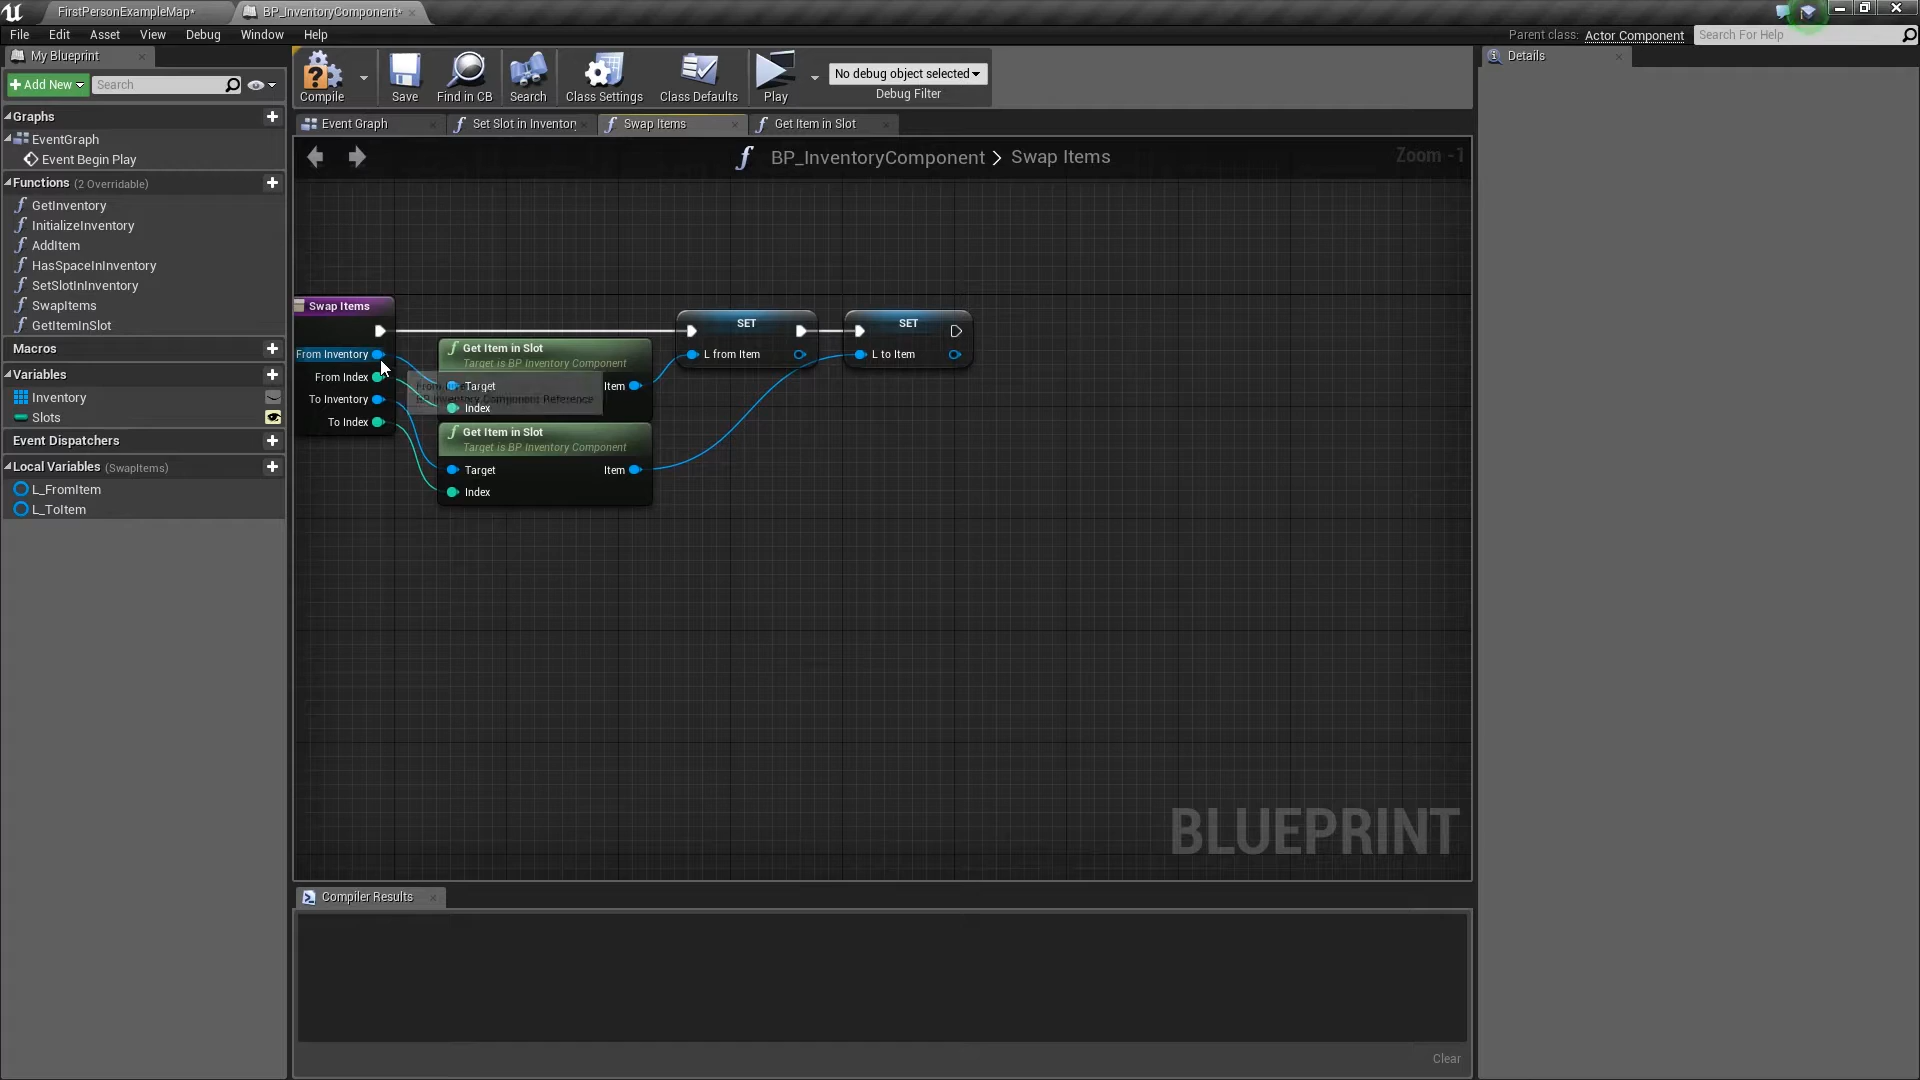 FirstPersonExampleMap*
BP_InventoryComponent*
File Edit Asset View Debug Window Help
Parent class: Actor Component
Search For Help
My Blueprint
Add New
Search
Compile
Save
Find in CB
Search
Class Settings
Class Defaults
Play
No debug object selected
Debug Filter
Details
Event Graph
Set Slot in Inventor
Swap Items
Get Item in Slot
BP_InventoryComponent > Swap Items
Zoom -1
Graphs
EventGraph
Event Begin Play
Functions (2 Overridable)
GetInventory
InitializeInventory
AddItem
HasSpaceInInventory
SetSlotInInventory
SwapItems
GetItemInSlot
Macros
Variables
Inventory
Slots
Event Dispatchers
Local Variables (SwapItems)
L_FromItem
L_ToItem
Swap Items
From Inventory
From Index
To Inventory
To Index
Get Item in Slot
Target is BP Inventory Component
Target
Item
Index
BP Inventory Component Reference
Get Item in Slot
Target is BP Inventory Component
Target
Item
Index
SET
L from Item
SET
L to Item
BLUEPRINT
Compiler Results
Clear